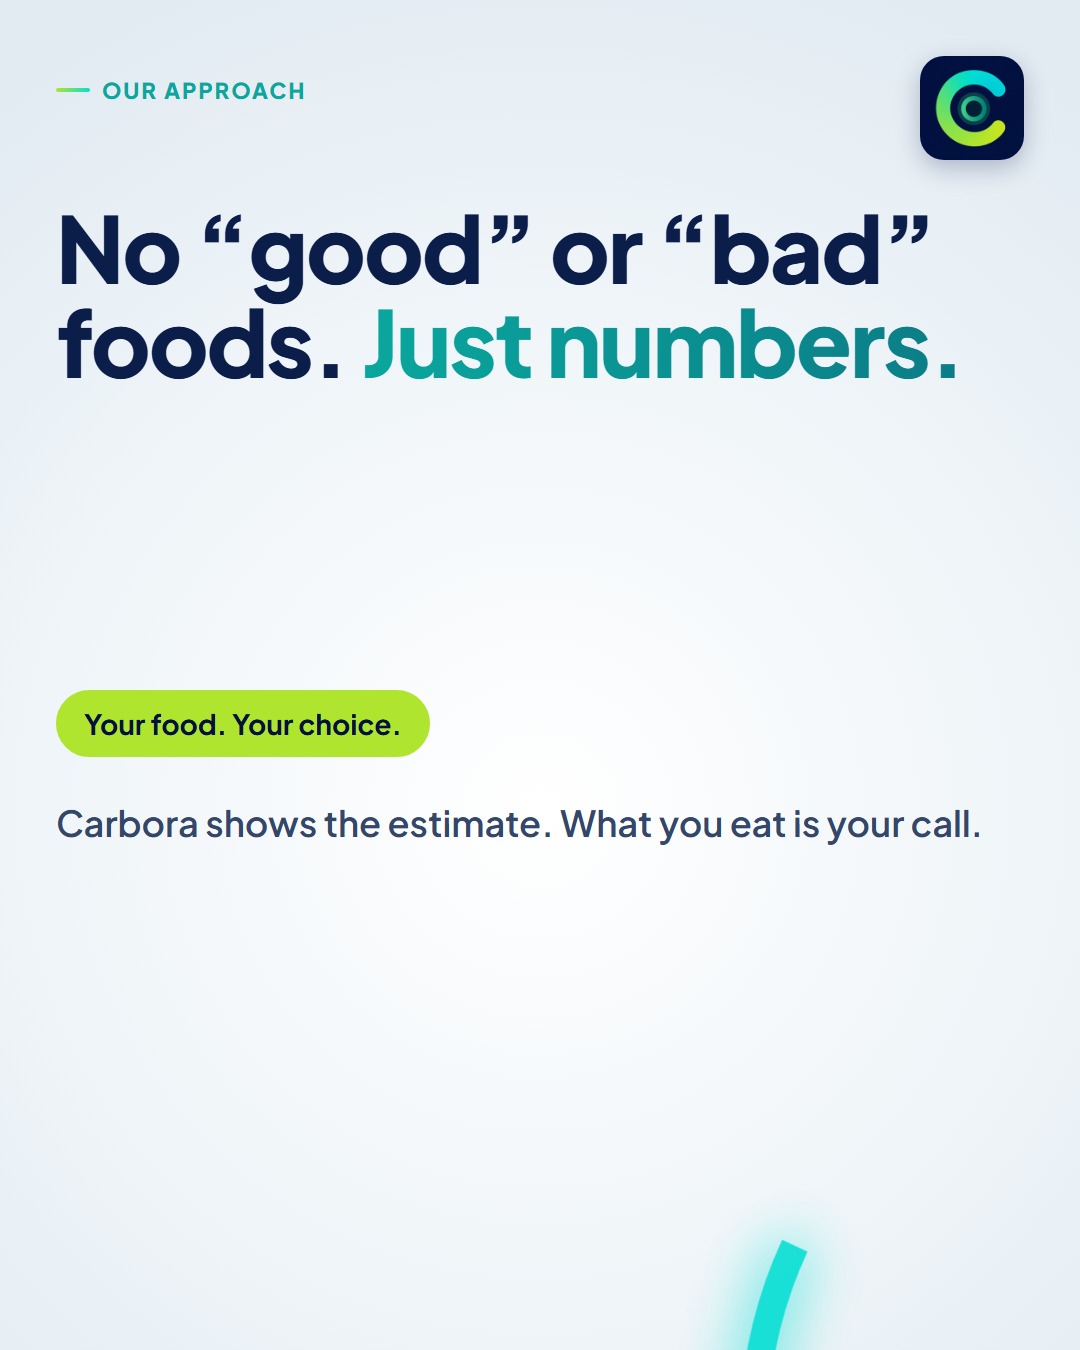 OUR APPROACH
No “good” or “bad”
foods. Just numbers.
Your food. Your choice.
Carbora shows the estimate. What you eat is your call.